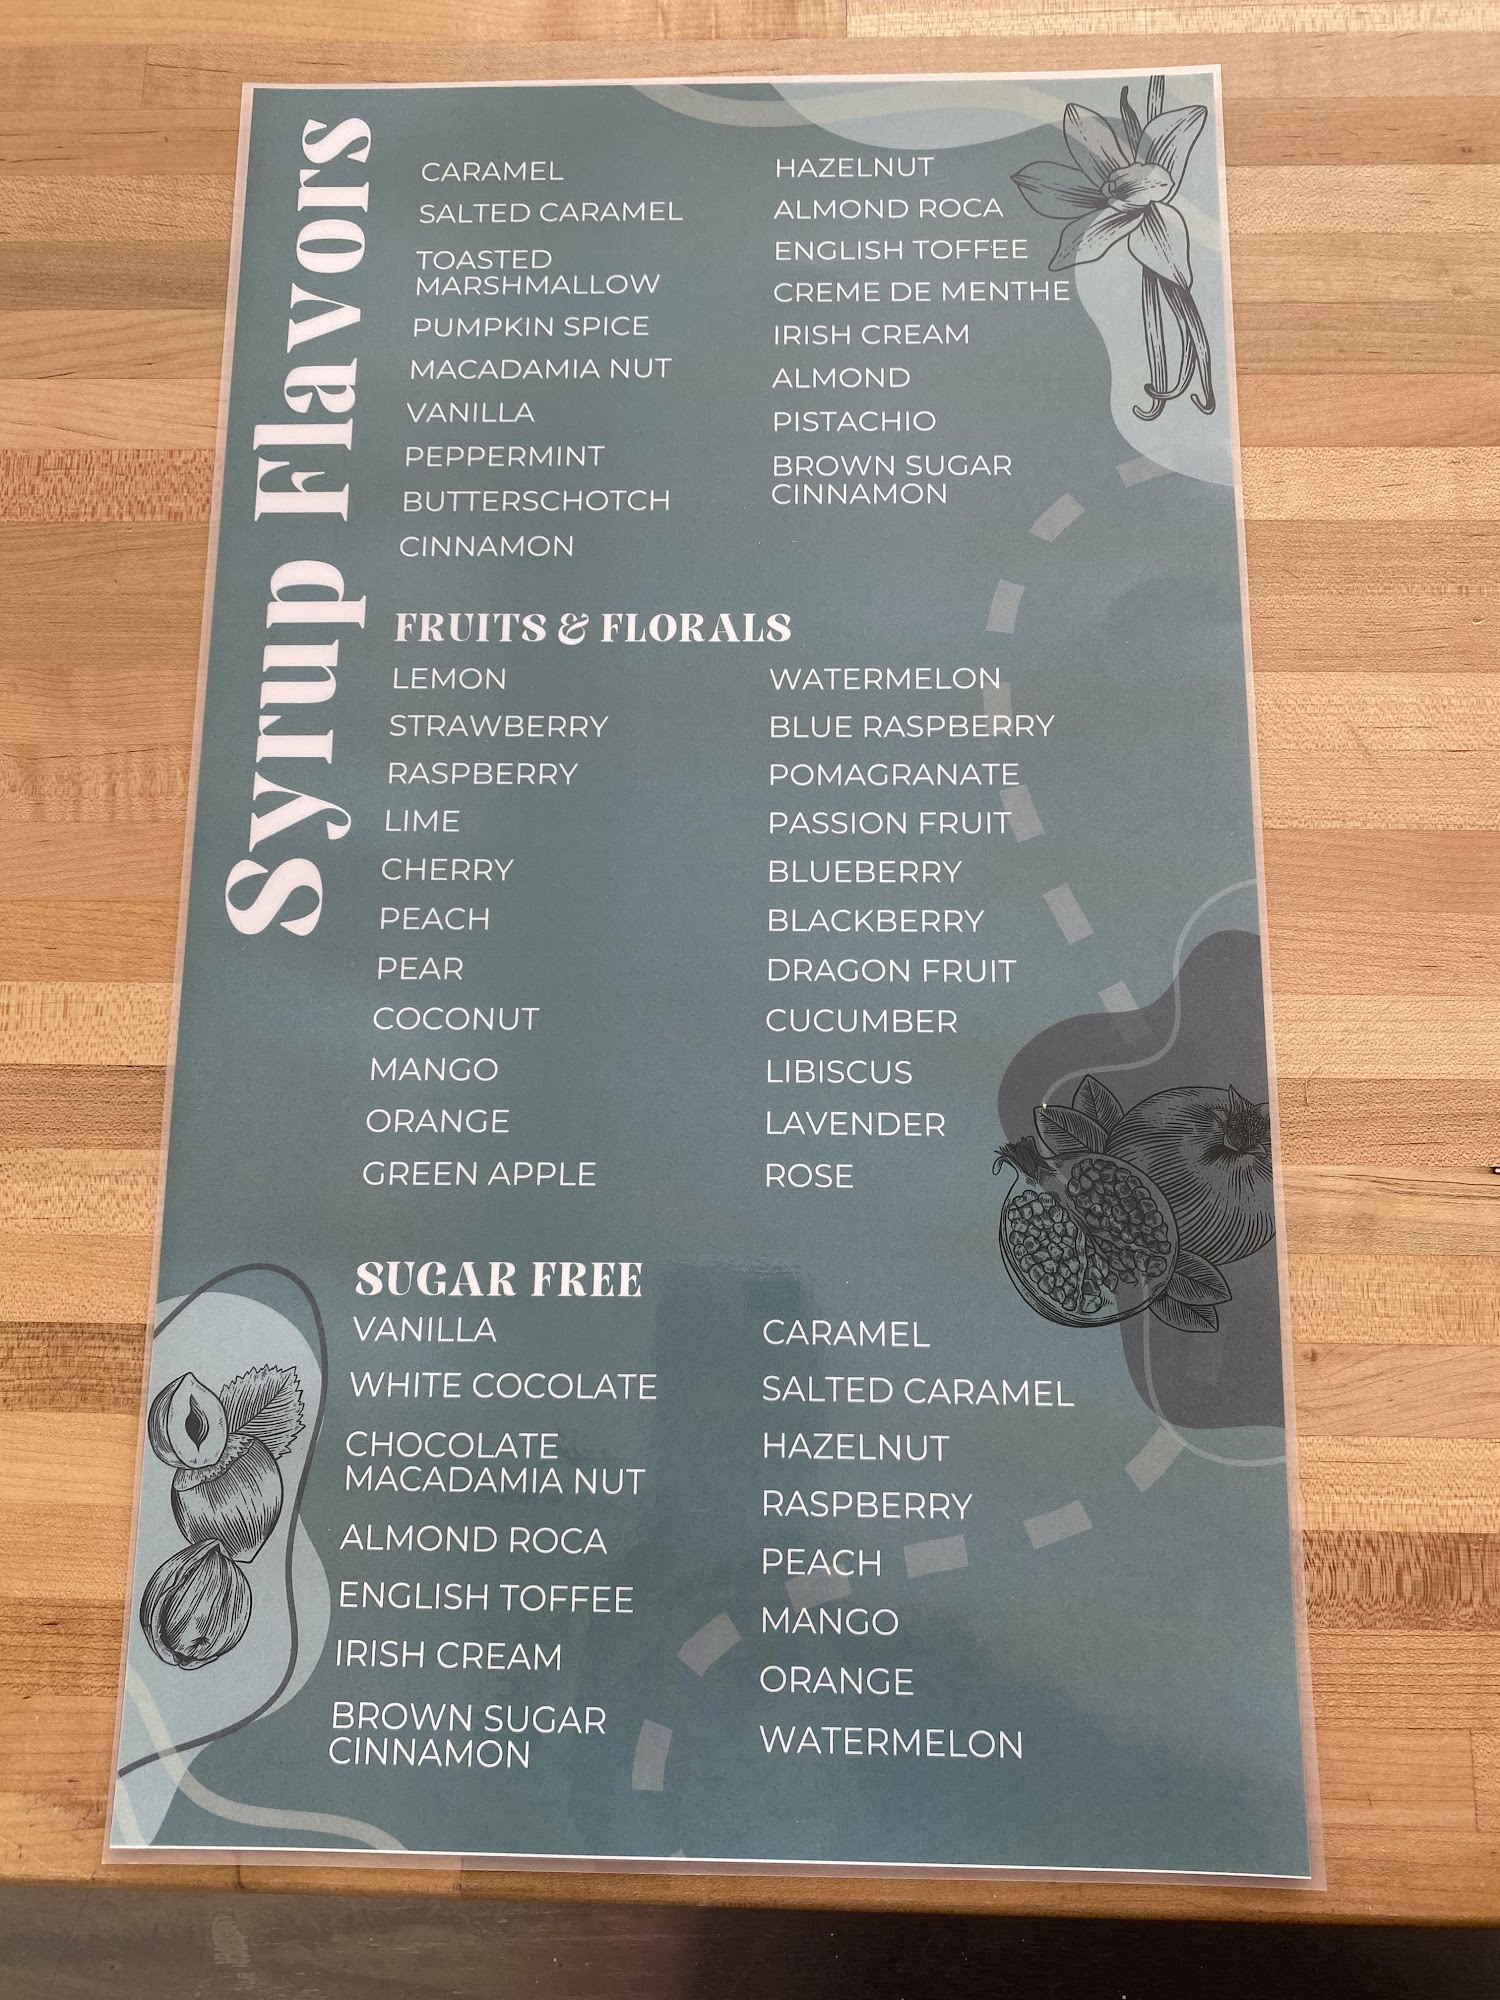 Syrup Flavors
CARAMEL
SALTED CARAMEL
TOASTED
MARSHMALLOW
PUMPKIN SPICE
MACADAMIA NUT
VANILLA
PEPPERMINT
BUTTERSCHOTCH
CINNAMON
HAZELNUT
ALMOND ROCA
ENGLISH TOFFEE
CREME DE MENTHE
IRISH CREAM
ALMOND
PISTACHIO
BROWN SUGAR
CINNAMON
FRUITS & FLORALS
LEMON
STRAWBERRY
RASPBERRY
LIME
CHERRY
PEACH
PEAR
COCONUT
MANGO
ORANGE
GREEN APPLE
WATERMELON
BLUE RASPBERRY
POMAGRANATE
PASSION FRUIT
BLUEBERRY
BLACKBERRY
DRAGON FRUIT
CUCUMBER
LIBISCUS
LAVENDER
ROSE
SUGAR FREE
VANILLA
WHITE COCOLATE
CHOCOLATE
MACADAMIA NUT
ALMOND ROCA
ENGLISH TOFFEE
IRISH CREAM
BROWN SUGAR
CINNAMON
CARAMEL
SALTED CARAMEL
HAZELNUT
RASPBERRY
PEACH
MANGO
ORANGE
WATERMELON